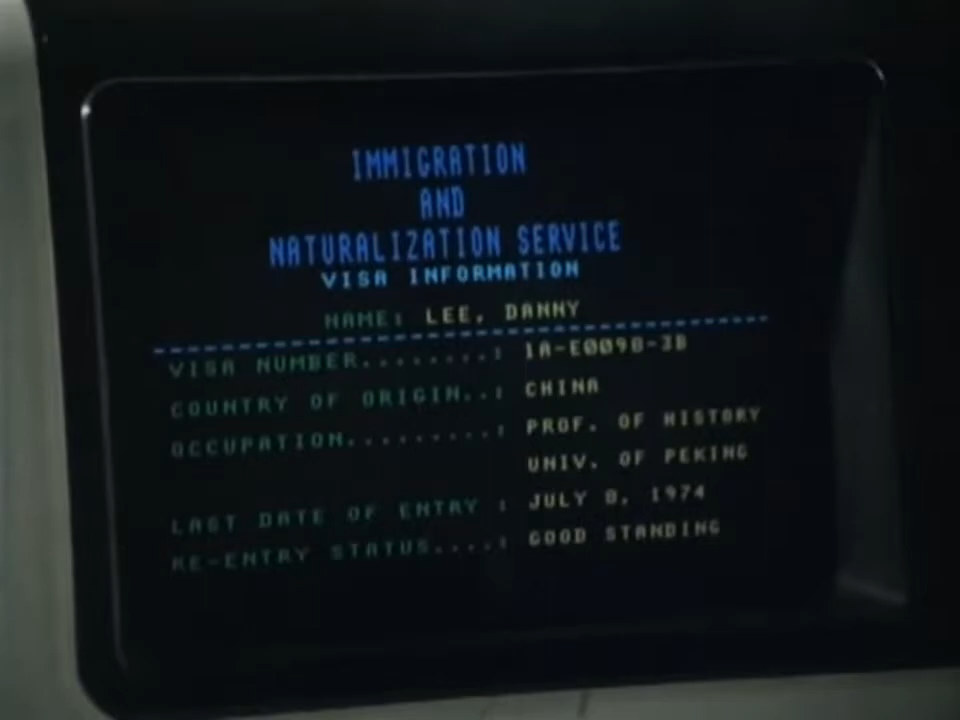 IMMIGRATION
AND
NATURALIZATION SERVICE
VISA INFORMATION
NAME: LEE, DANNY
VISA NUMBER........: 1A-E0098-3B
COUNTRY OF ORIGIN..: CHINA
OCCUPATION.........: PROF. OF HISTORY
UNIV. OF PEKING
LAST DATE OF ENTRY : JULY 8, 1974
RE-ENTRY STATUS....: GOOD STANDING